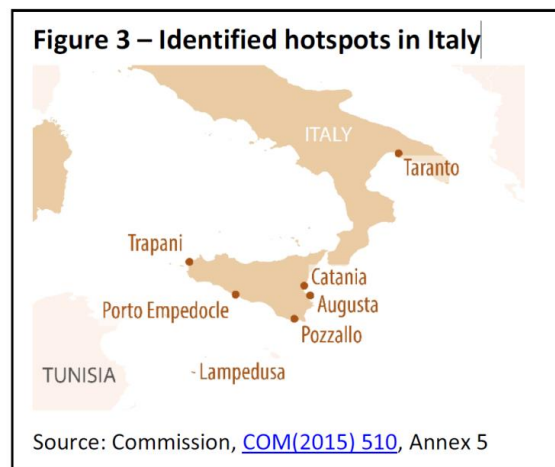 Figure 3 – Identified hotspots in Italy
ITALY
Taranto
Trapani
Catania
Porto Empedocle
Augusta
Pozzallo
TUNISIA
Lampedusa
Source: Commission, COM(2015) 510, Annex 5